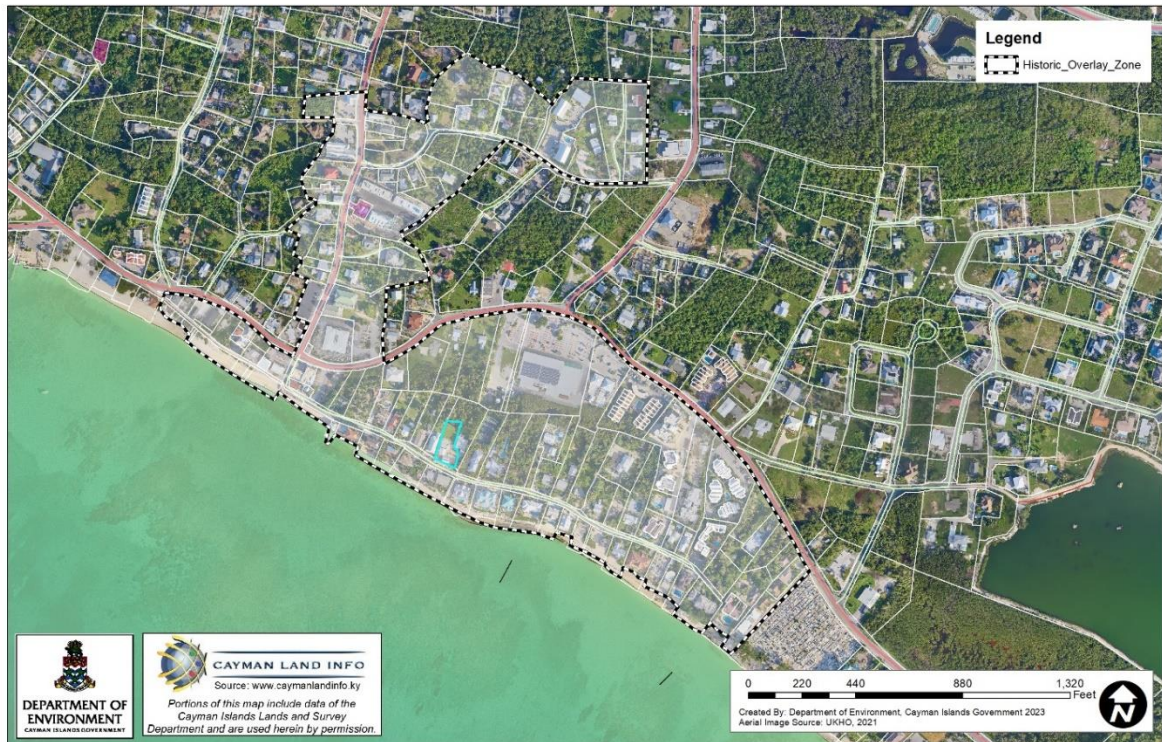 Legend
Historic_Overlay_Zone
DEPARTMENT OF
ENVIRONMENT
CAYMAN ISLANDS GOVERNMENT
CAYMAN LAND INFO
Source: www.caymanlandinfo.ky
Portions of this map include data of the
Cayman Islands Lands and Survey
Department and are used herein by permission.
0 220 440 880 1,320
Feet
Created By: Department of Environment, Cayman Islands Government 2023
Aerial Image Source: UKHO, 2021
N